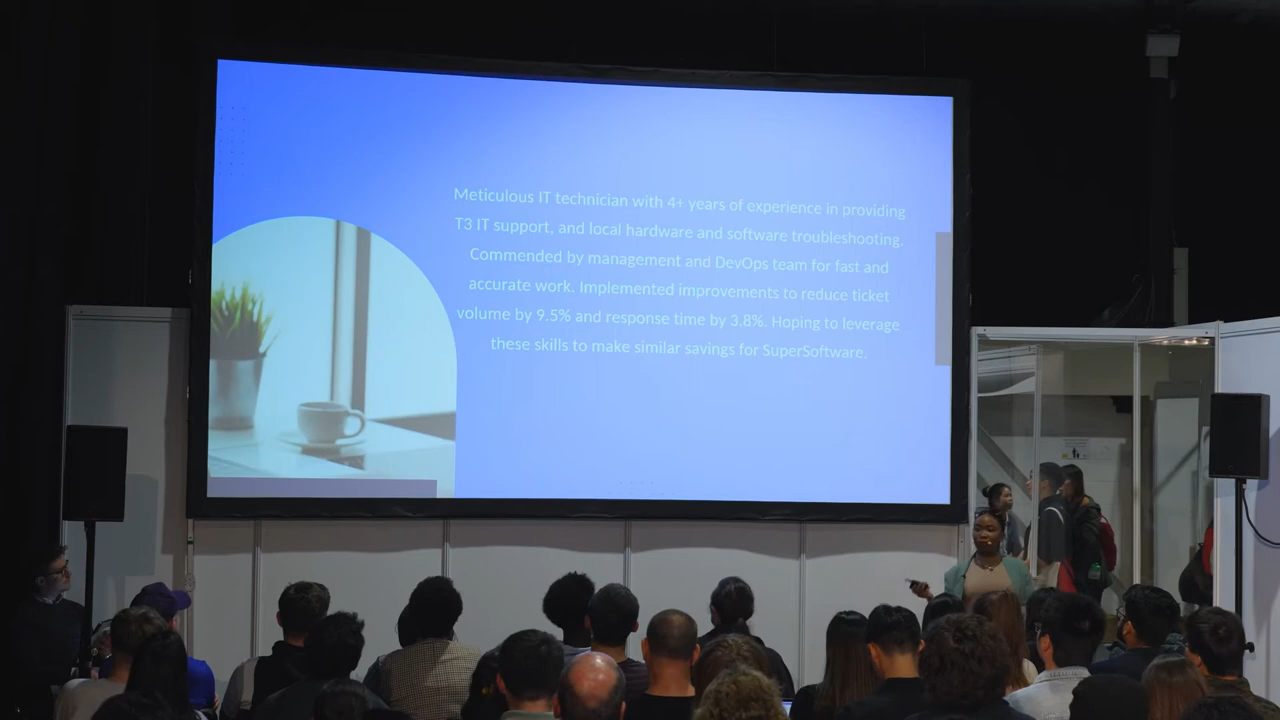 Meticulous IT technician with 4+ years of experience in providing
T3 IT support, and local hardware and software troubleshooting.
Commended by management and DevOps team for fast and
accurate work. Implemented improvements to reduce ticket
volume by 9.5% and response time by 3.8%. Hoping to leverage
these skills to make similar savings for SuperSoftware.